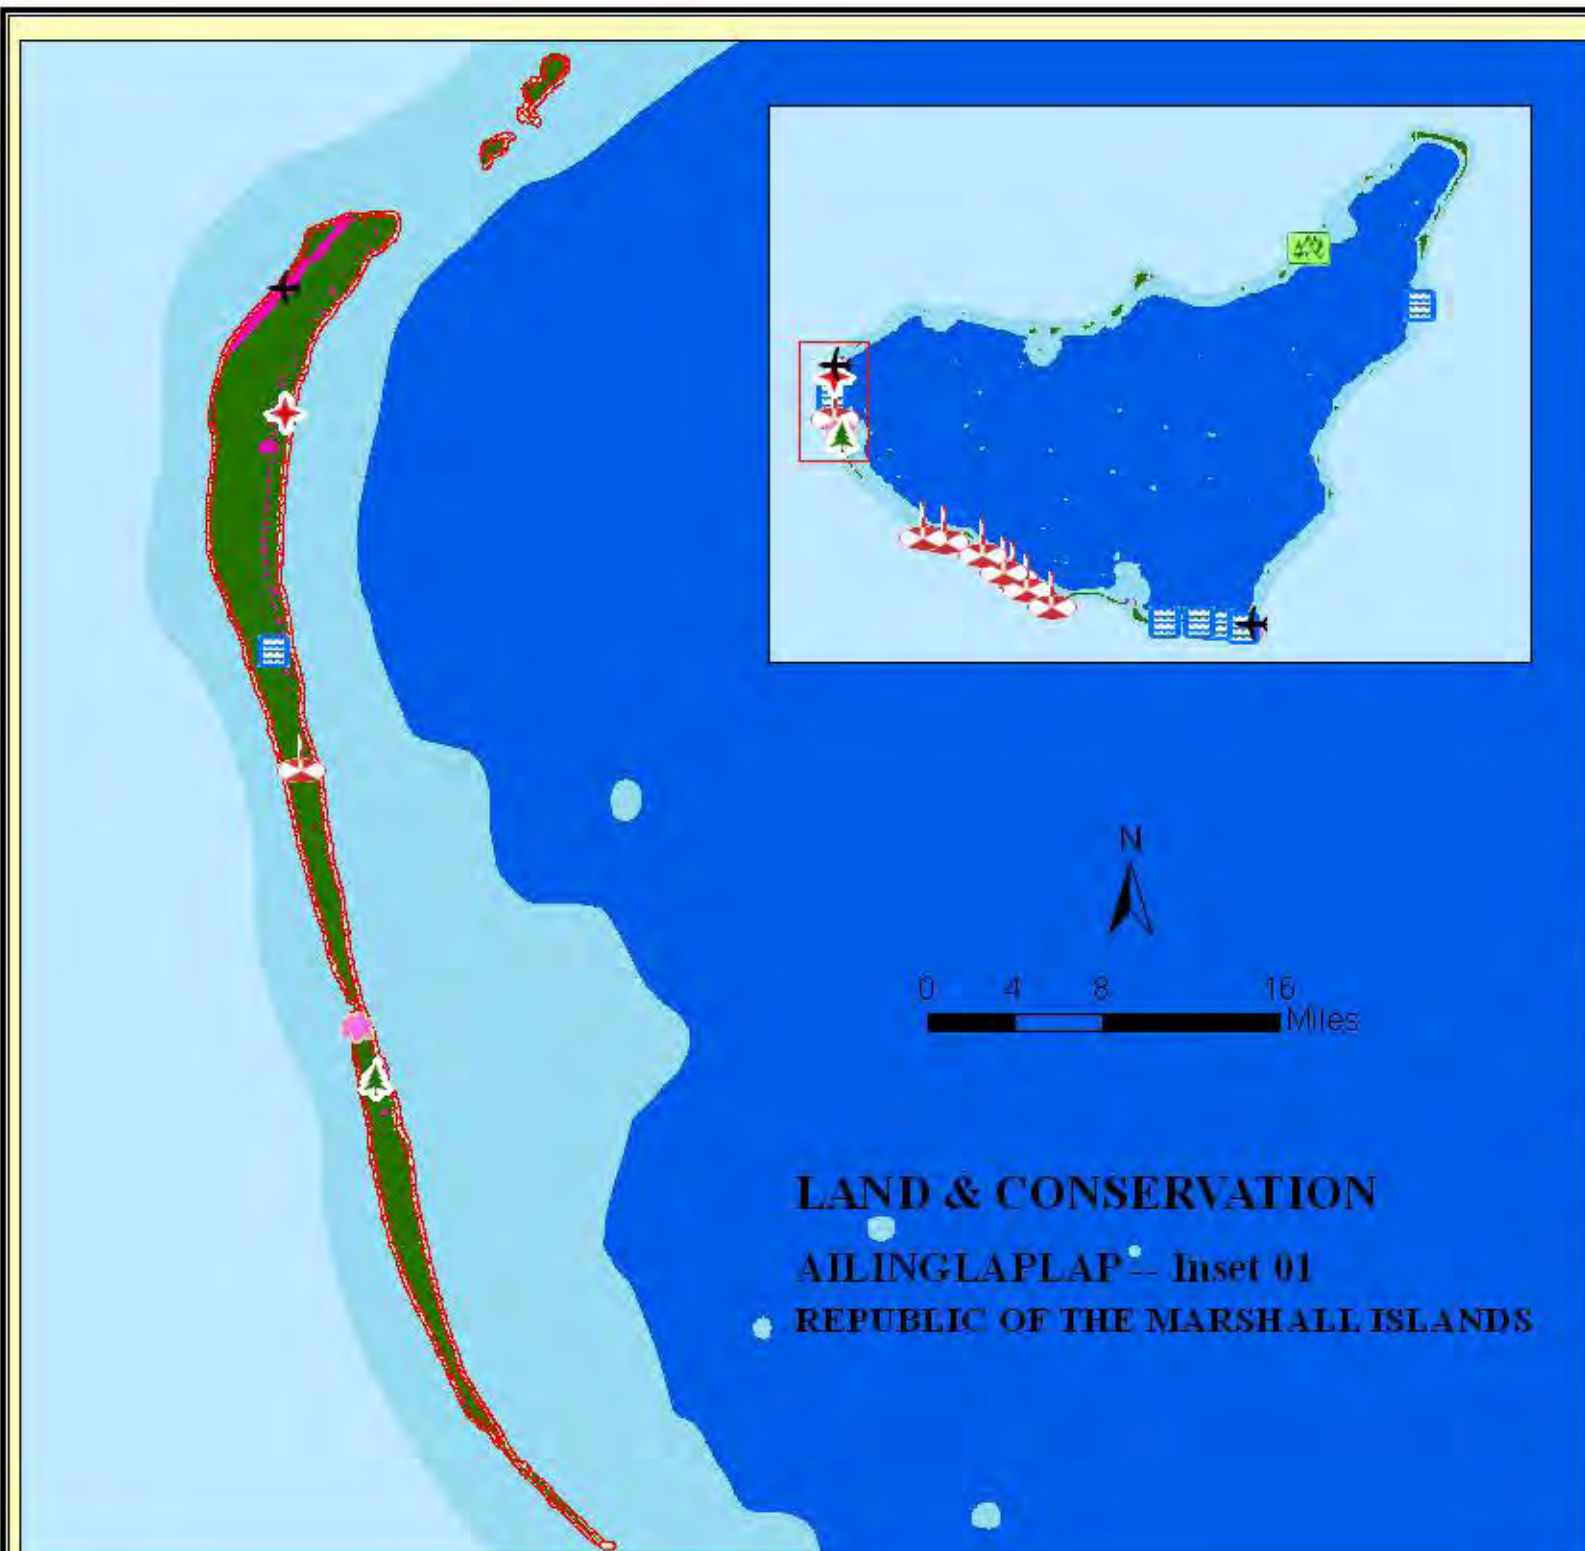 N
0 4 8 16
Miles
LAND & CONSERVATION
AILINGLAPLAP -- Inset 01
REPUBLIC OF THE MARSHALL ISLANDS